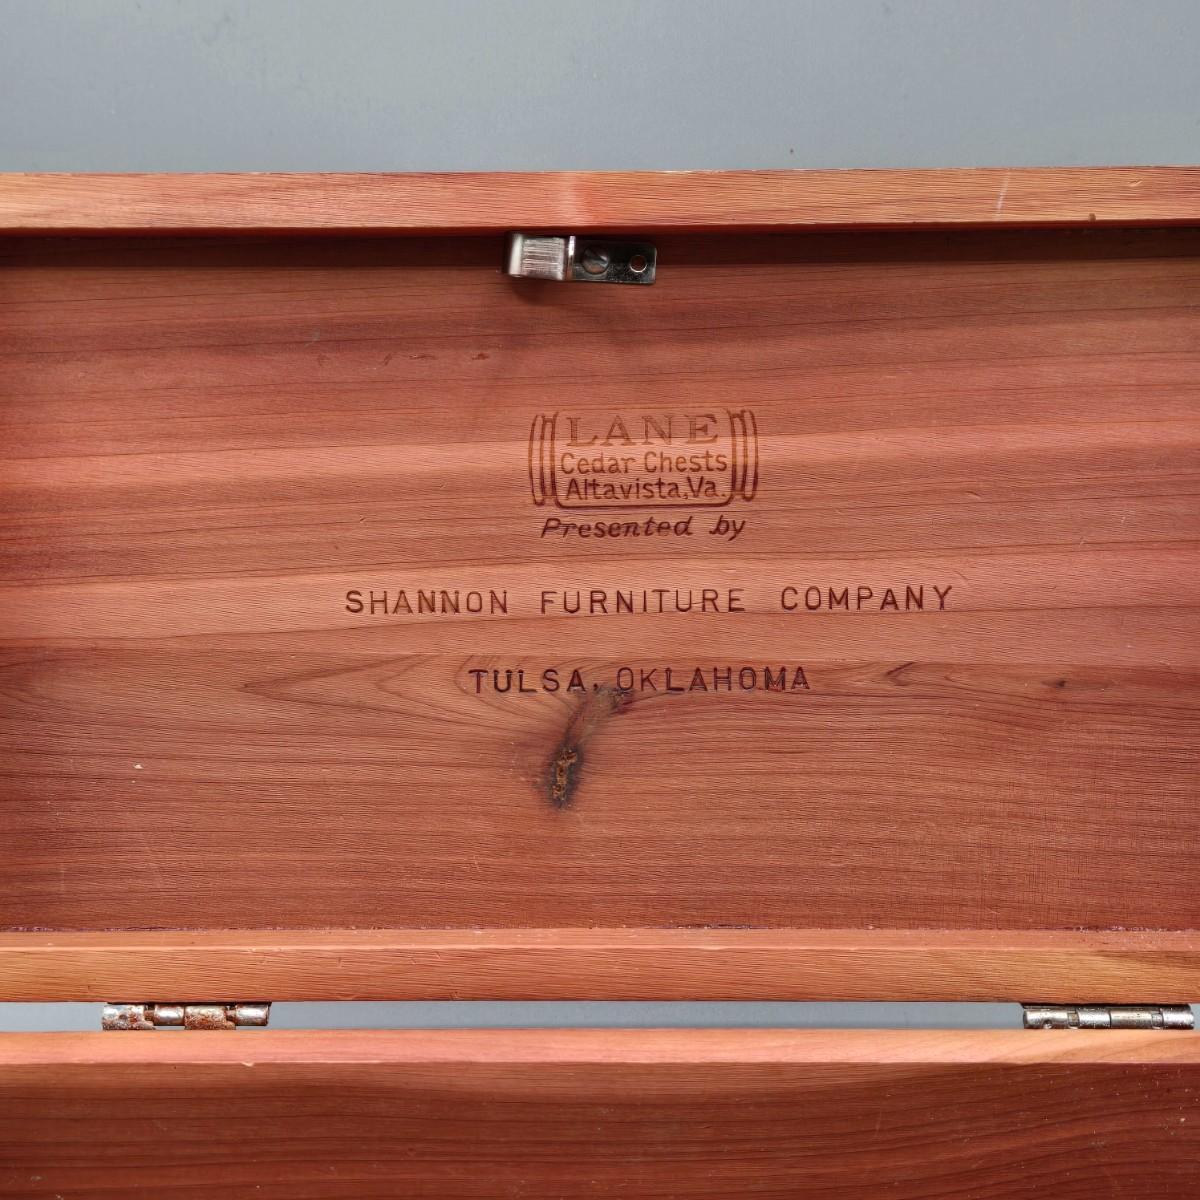 LANE
Cedar Chests
Altavista,Va.
Presented by
SHANNON FURNITURE COMPANY
TULSA, OKLAHOMA